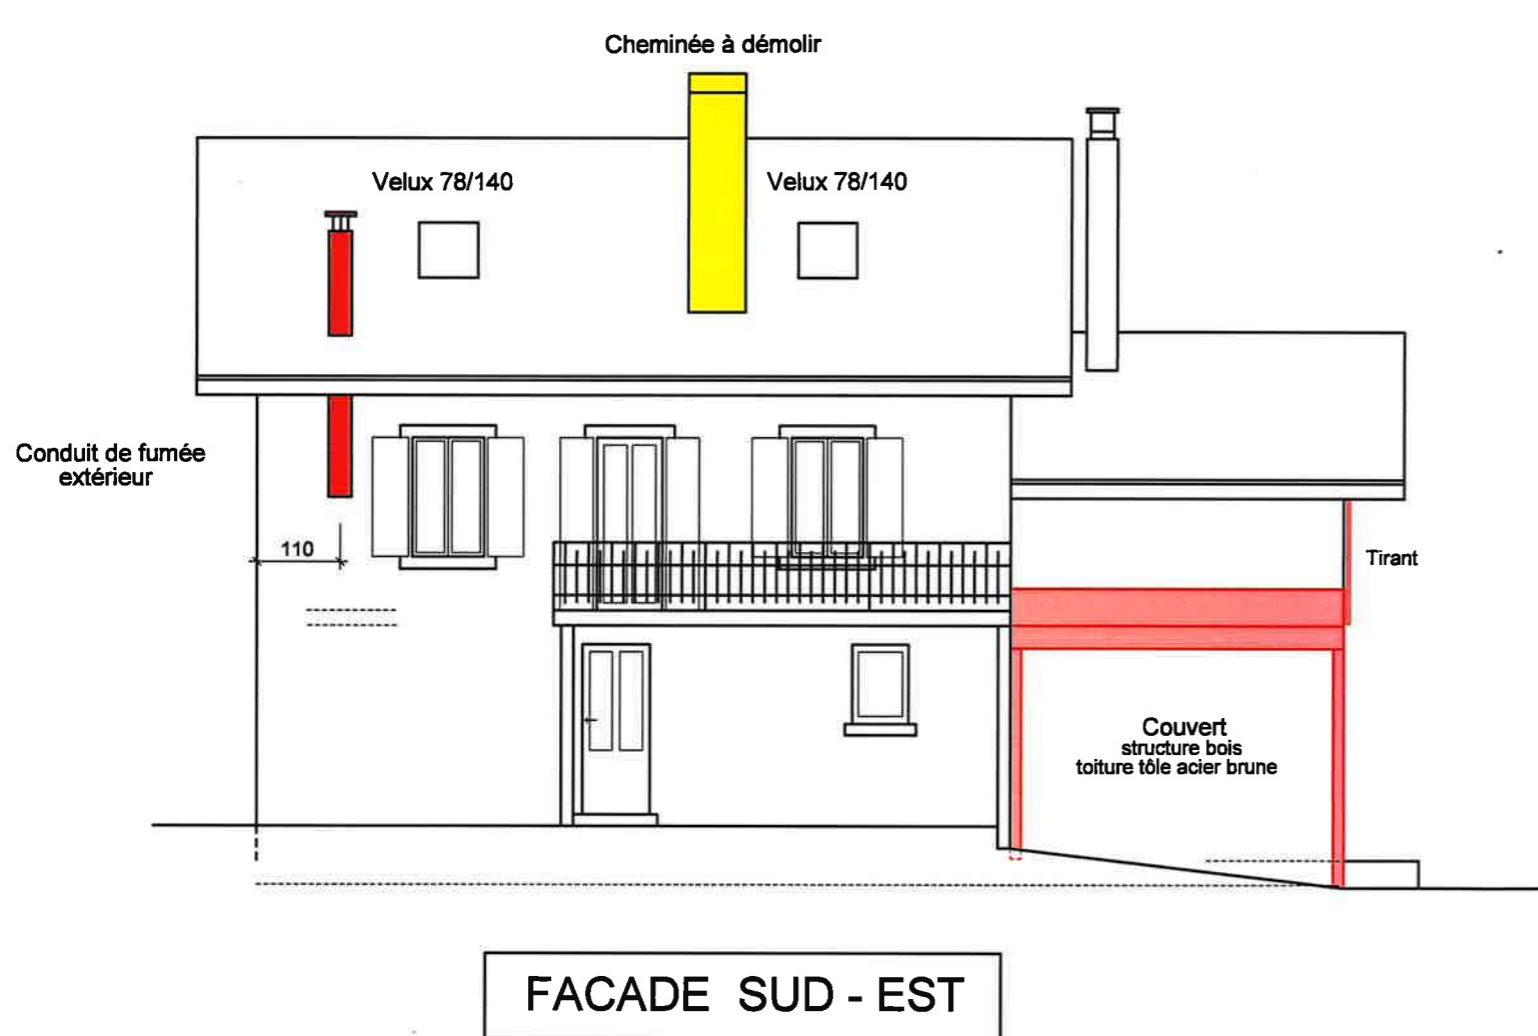 Cheminée à démolir
Velux 78/140
Velux 78/140
Conduit de fumée
extérieur
110
Tirant
Couvert
structure bois
toiture tôle acier brune
FACADE SUD - EST